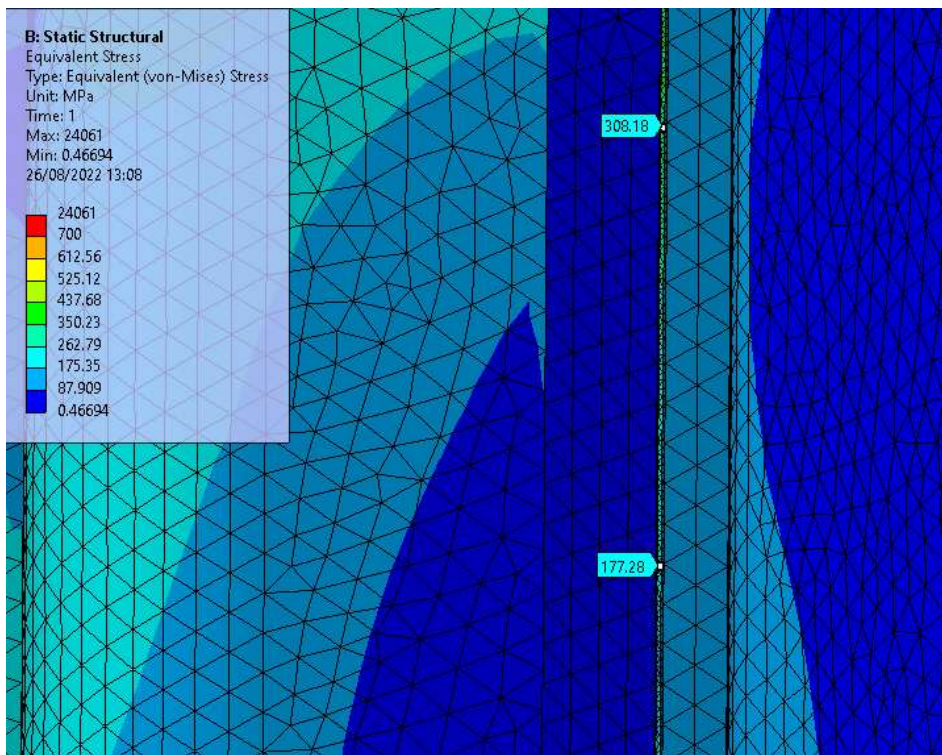 B: Static Structural
Equivalent Stress
Type: Equivalent (von-Mises) Stress
Unit: MPa
Time: 1
Max: 24061
Min: 0.46694
26/08/2022 13:08
24061
700
612.56
525.12
437.68
350.23
262.79
175.35
87.909
0.46694
308.18
177.28